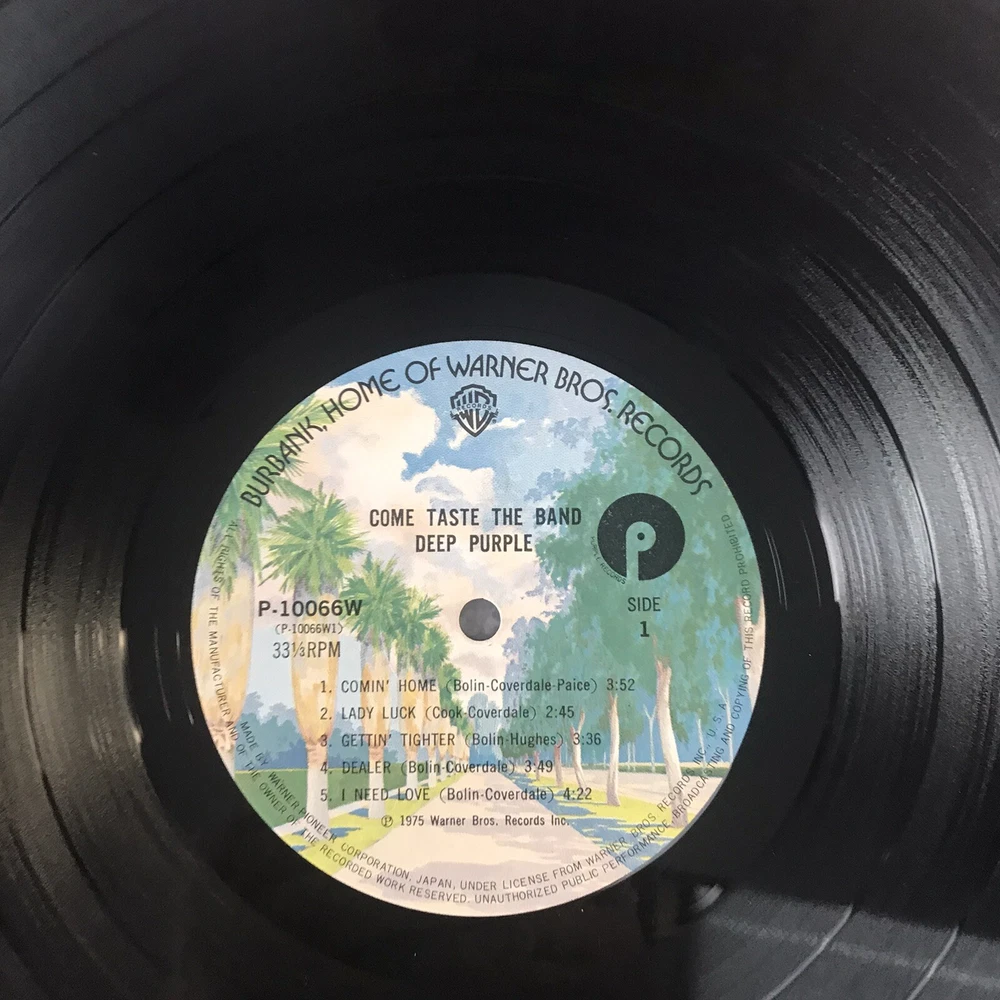 BURBANK, HOME OF WARNER BROS. RECORDS
RECORDS
COME TASTE THE BAND
DEEP PURPLE
p
PURPLE RECORDS
P-10066W
(P-10066W1)
33⅓RPM
SIDE
1
1. COMIN' HOME (Bolin-Coverdale-Paice) 3:52
2. LADY LUCK (Cook-Coverdale) 2:45
3. GETTIN' TIGHTER (Bolin-Hughes) 3:36
4. DEALER (Bolin-Coverdale) 3:49
5. I NEED LOVE (Bolin-Coverdale) 4:22
℗ 1975 Warner Bros. Records Inc.
MADE BY WARNER-PIONEER CORPORATION, JAPAN, UNDER LICENSE FROM WARNER BROS. RECORDS INC. U.S.A.
ALL RIGHTS OF THE MANUFACTURER AND OF THE OWNER OF THE RECORDED WORK RESERVED. UNAUTHORIZED PUBLIC PERFORMANCE, BROADCASTING AND COPYING OF THIS RECORD PROHIBITED